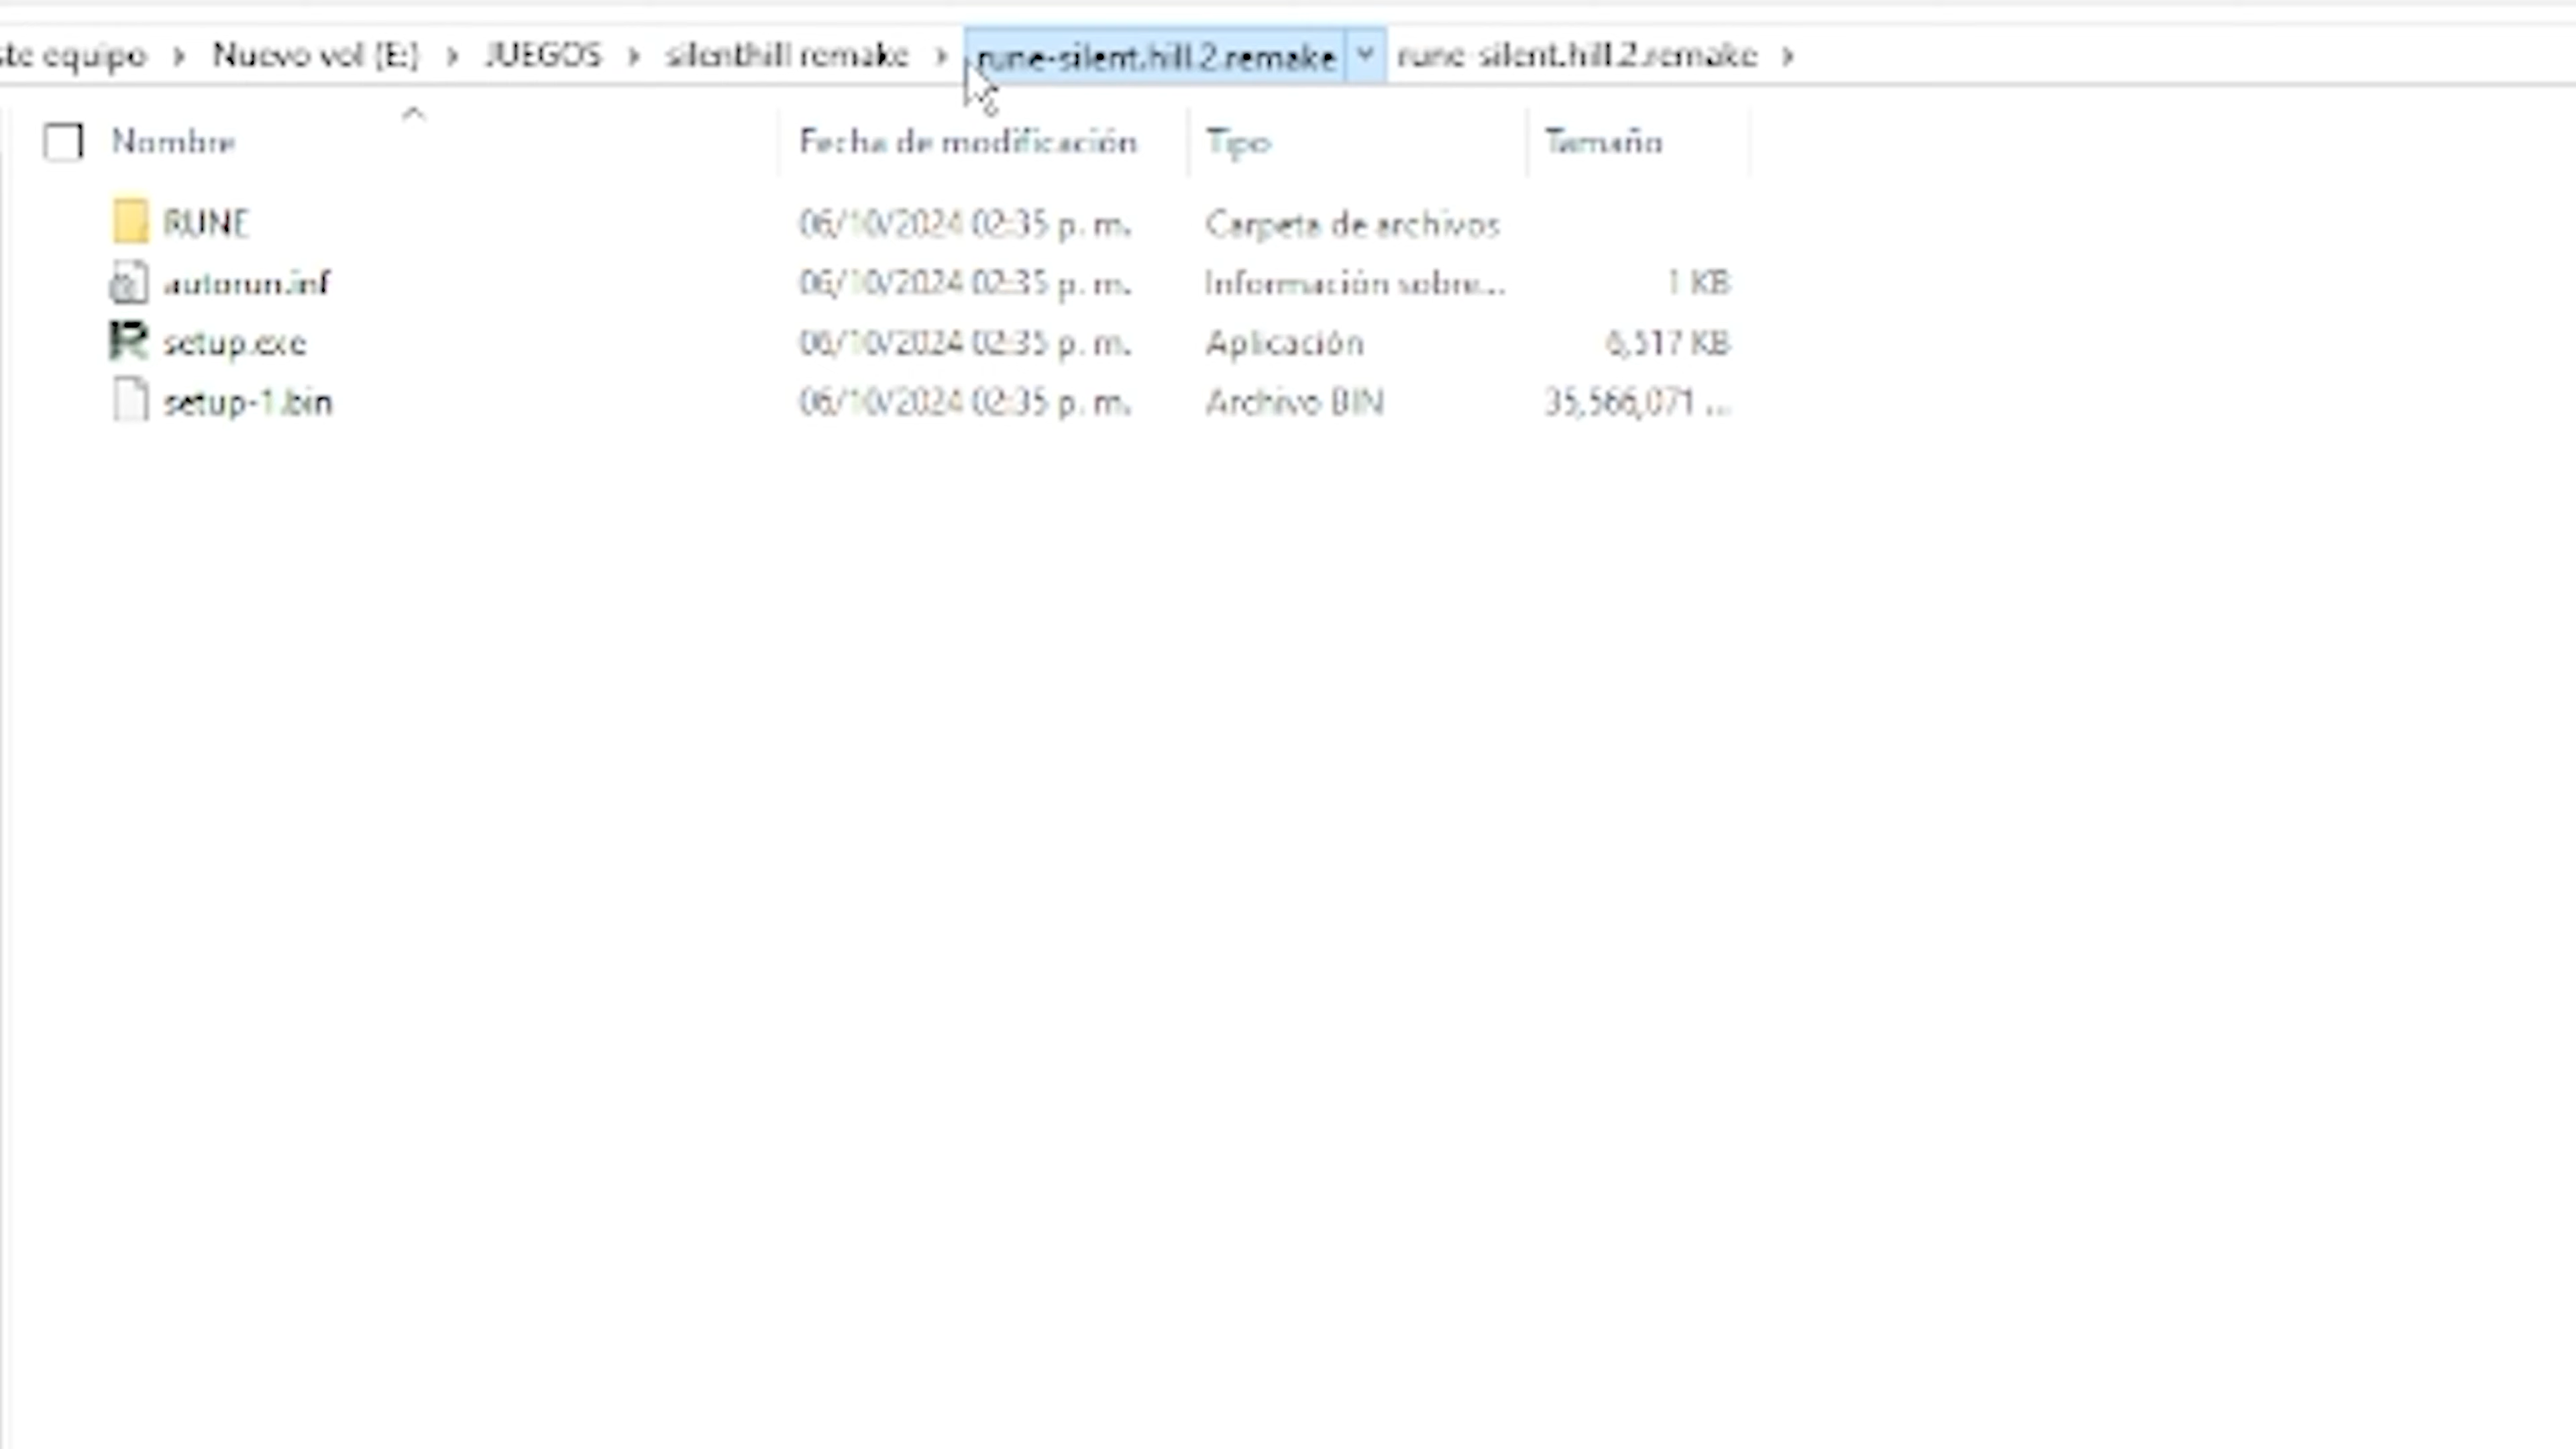 ste equipo › Nuevo vol (E:) › JUEGOS › silenthill remake › rune-silent.hill.2.remake rune-silent.hill.2.remake ›
Nombre Fecha de modificación Tipo Tamaño
RUNE 06/10/2024 02:35 p. m. Carpeta de archivos
autorun.inf 06/10/2024 02:35 p. m. Información sobre... 1 KB
setup.exe 06/10/2024 02:35 p. m. Aplicación 6,517 KB
setup-1.bin 06/10/2024 02:35 p. m. Archivo BIN 35,566,071 ...